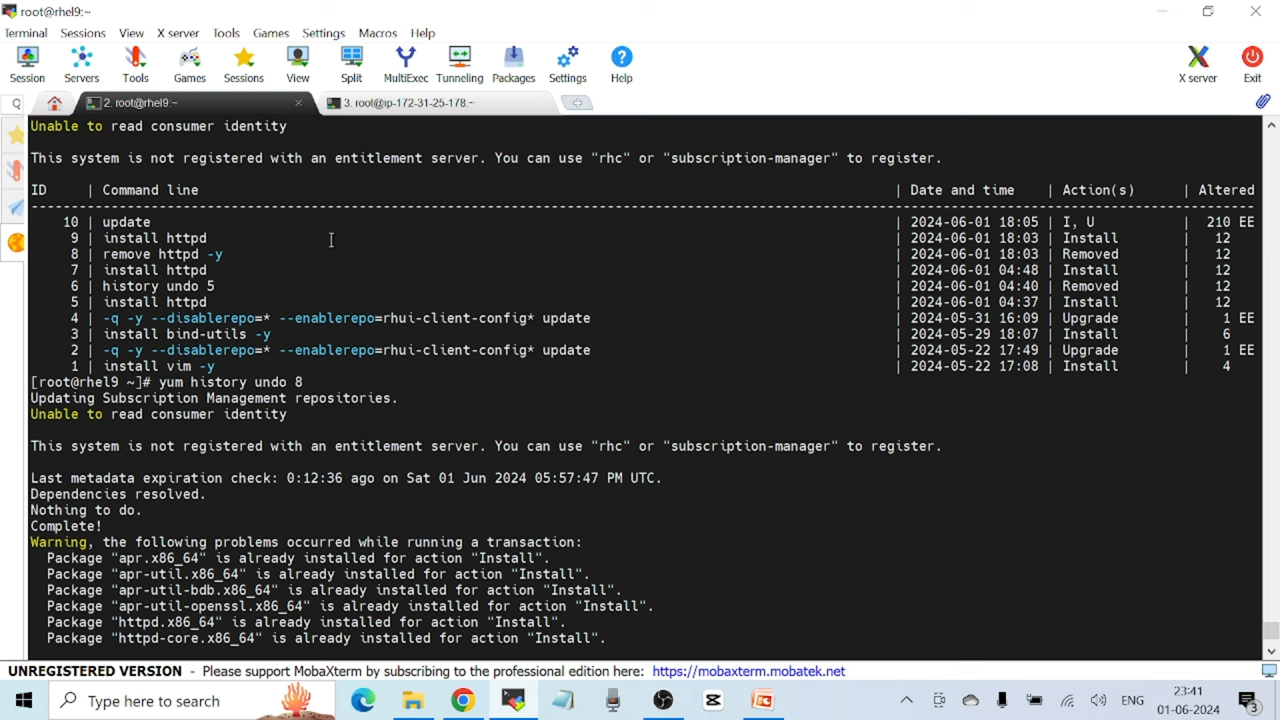 root@rhel9:~
Terminal Sessions View X server Tools Games Settings Macros Help
Session Servers Tools Games Sessions View Split MultiExec Tunneling Packages Settings Help X server Exit
2. root@rhel9:~ 3. root@ip-172-31-25-178:~
Unable to read consumer identity
This system is not registered with an entitlement server. You can use "rhc" or "subscription-manager" to register.
ID | Command line | Date and time | Action(s) | Altered
-------------------------------------------------------------------------------------------------------------------------------------------------------
10 | update | 2024-06-01 18:05 | I, U | 210 EE
9 | install httpd | 2024-06-01 18:03 | Install | 12
8 | remove httpd -y | 2024-06-01 18:03 | Removed | 12
7 | install httpd | 2024-06-01 04:48 | Install | 12
6 | history undo 5 | 2024-06-01 04:40 | Removed | 12
5 | install httpd | 2024-06-01 04:37 | Install | 12
4 | -q -y --disablerepo=* --enablerepo=rhui-client-config* update | 2024-05-31 16:09 | Upgrade | 1 EE
3 | install bind-utils -y | 2024-05-29 18:07 | Install | 6
2 | -q -y --disablerepo=* --enablerepo=rhui-client-config* update | 2024-05-22 17:49 | Upgrade | 1 EE
1 | install vim -y | 2024-05-22 17:08 | Install | 4
[root@rhel9 ~]# yum history undo 8
Updating Subscription Management repositories.
Unable to read consumer identity
This system is not registered with an entitlement server. You can use "rhc" or "subscription-manager" to register.
Last metadata expiration check: 0:12:36 ago on Sat 01 Jun 2024 05:57:47 PM UTC.
Dependencies resolved.
Nothing to do.
Complete!
Warning, the following problems occurred while running a transaction:
Package "apr.x86_64" is already installed for action "Install".
Package "apr-util.x86_64" is already installed for action "Install".
Package "apr-util-bdb.x86_64" is already installed for action "Install".
Package "apr-util-openssl.x86_64" is already installed for action "Install".
Package "httpd.x86_64" is already installed for action "Install".
Package "httpd-core.x86_64" is already installed for action "Install".
UNREGISTERED VERSION - Please support MobaXterm by subscribing to the professional edition here: https://mobaxterm.mobatek.net
Type here to search
ENG
23:41
01-06-2024
3